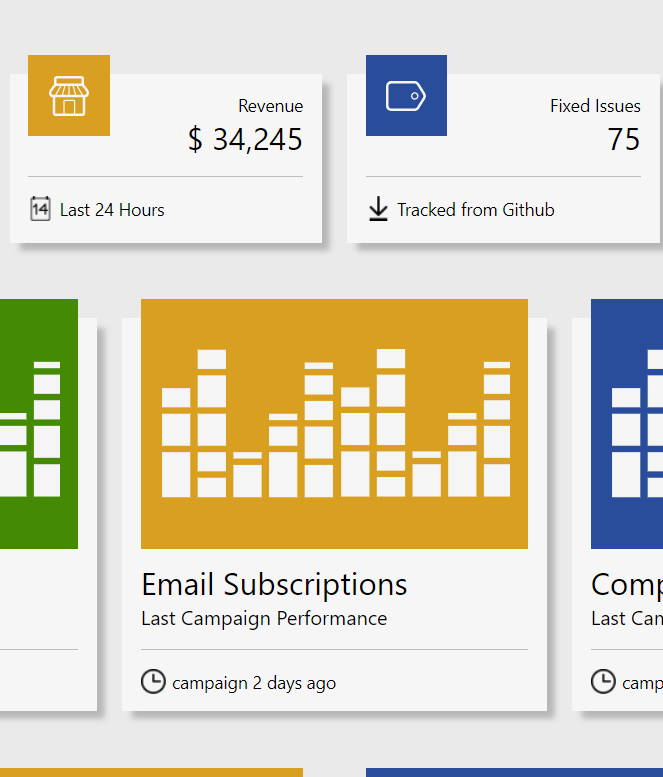 Revenue
$ 34,245
14 Last 24 Hours
Fixed Issues
75
Tracked from Github
Email Subscriptions
Last Campaign Performance
campaign 2 days ago
Comp
Last Cam
camp